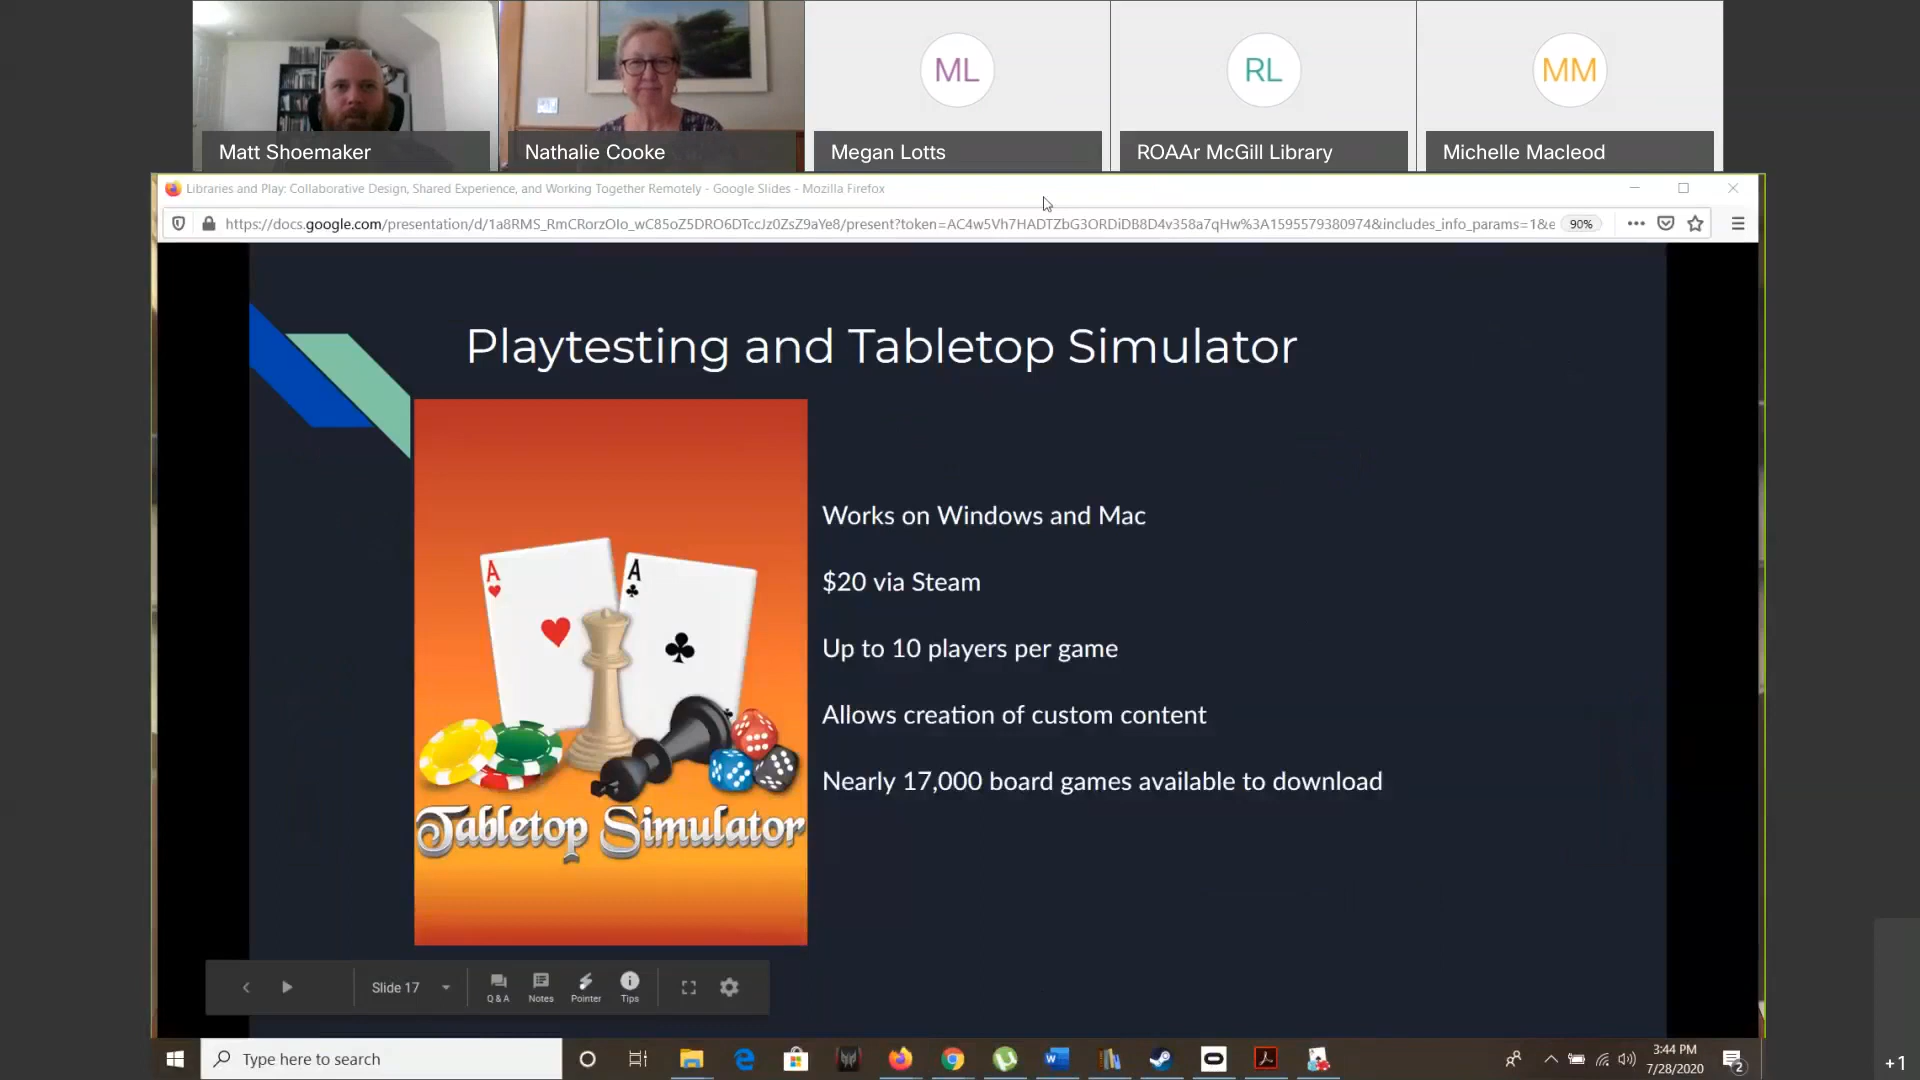 ML
RL
MM
Matt Shoemaker
Nathalie Cooke
Megan Lotts
ROAAr McGill Library
Michelle Macleod
Libraries and Play: Collaborative Design, Shared Experience, and Working Together Remotely - Google Slides - Mozilla Firefox
https://docs.google.com/presentation/d/1a8RMS_RmCRorzOIo_wC85oZ5DRO6DTccJz0ZsZ9aYe8/present?token=AC4w5Vh7HADTZbG3ORDiDB8D4v358a7qHw%3A1595579380974&includes_info_params=1&e
90%
Playtesting and Tabletop Simulator
A
A
Tabletop Simulator
Works on Windows and Mac
$20 via Steam
Up to 10 players per game
Allows creation of custom content
Nearly 17,000 board games available to download
Slide 17
Q & A
Notes
Pointer
Tips
Type here to search
3:44 PM
7/28/2020
2
+1